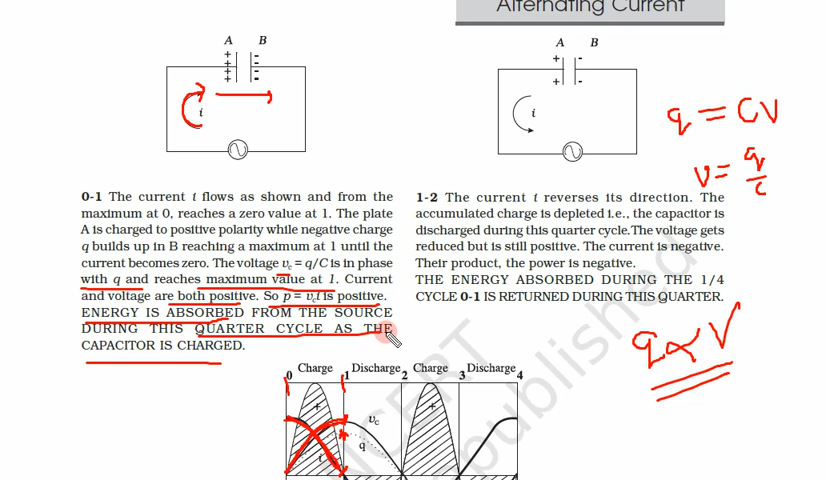 Alternating Current
A B
+ -
+ -
+ -
+ -
i
A B
+ -
+ -
i
q = CV
V = q/C
0-1 The current i flows as shown and from the
maximum at 0, reaches a zero value at 1. The plate
A is charged to positive polarity while negative charge
q builds up in B reaching a maximum at 1 until the
current becomes zero. The voltage vc = q/C is in phase
with q and reaches maximum value at 1. Current
and voltage are both positive. So p = vci is positive.
ENERGY IS ABSORBED FROM THE SOURCE
DURING THIS QUARTER CYCLE AS THE
CAPACITOR IS CHARGED.
1-2 The current i reverses its direction. The
accumulated charge is depleted i.e., the capacitor is
discharged during this quarter cycle.The voltage gets
reduced but is still positive. The current is negative.
Their product, the power is negative.
THE ENERGY ABSORBED DURING THE 1/4
CYCLE 0-1 IS RETURNED DURING THIS QUARTER.
q ∝ V
Charge Discharge Charge Discharge
0 1 2 3 4
+ +
vc
q
i